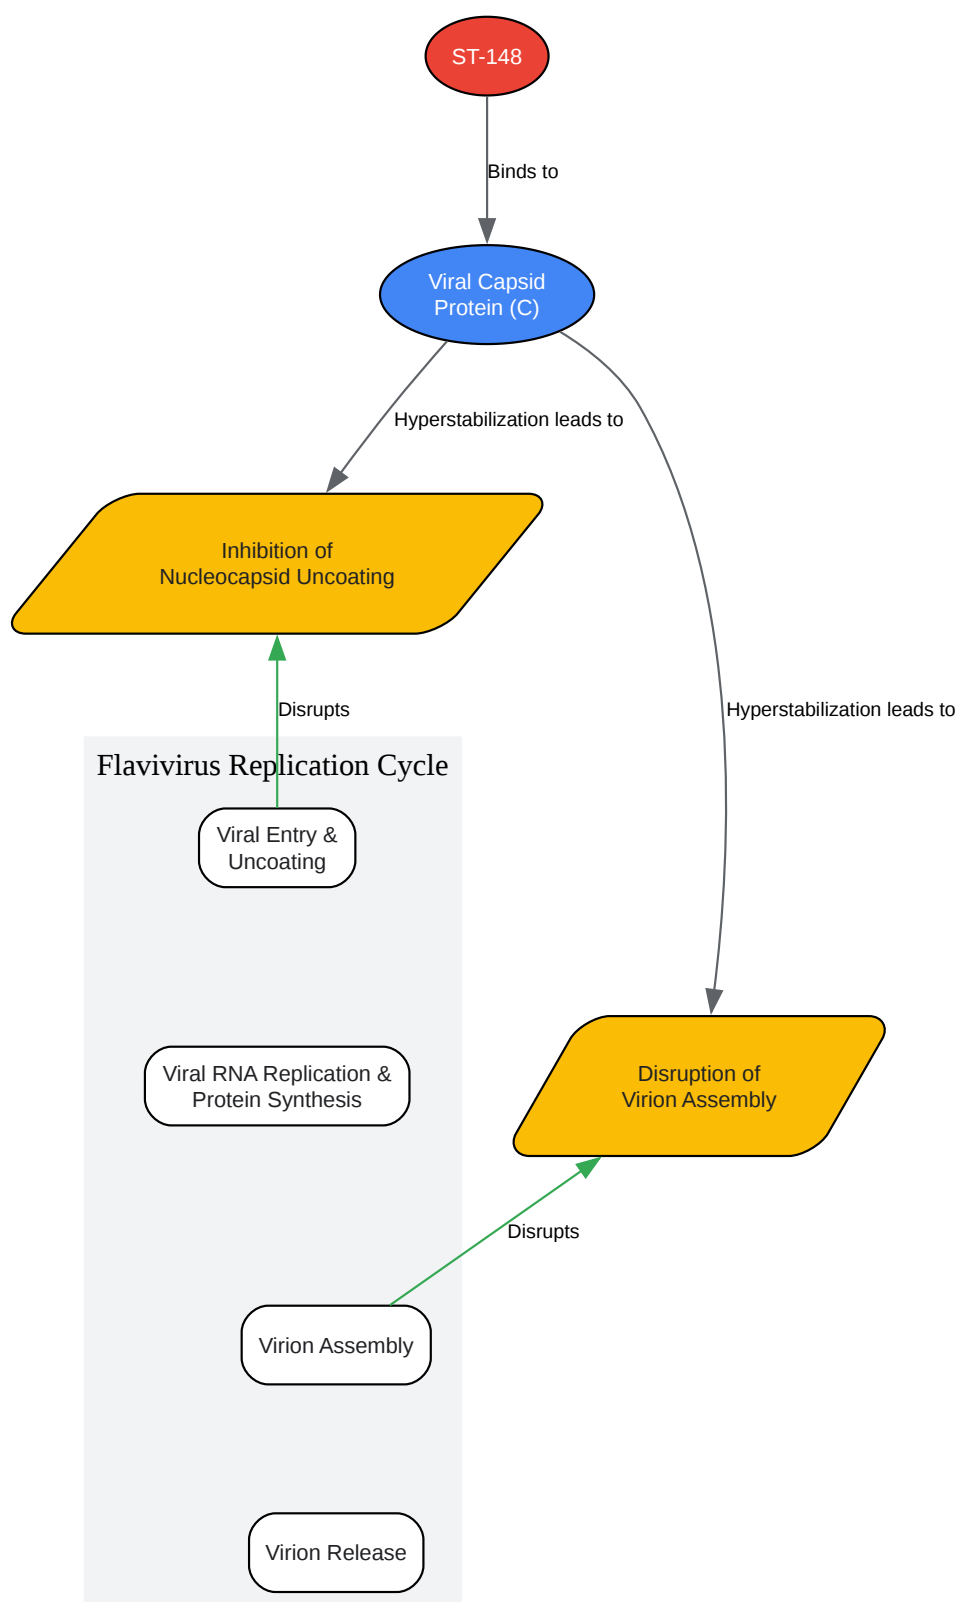 ST-148
Binds to
Viral Capsid
Protein (C)
Hyperstabilization leads to
Inhibition of
Nucleocapsid Uncoating
Disrupts
Hyperstabilization leads to
Flavivirus Replication Cycle
Viral Entry &
Uncoating
Viral RNA Replication &
Protein Synthesis
Disruption of
Virion Assembly
Disrupts
Virion Assembly
Virion Release